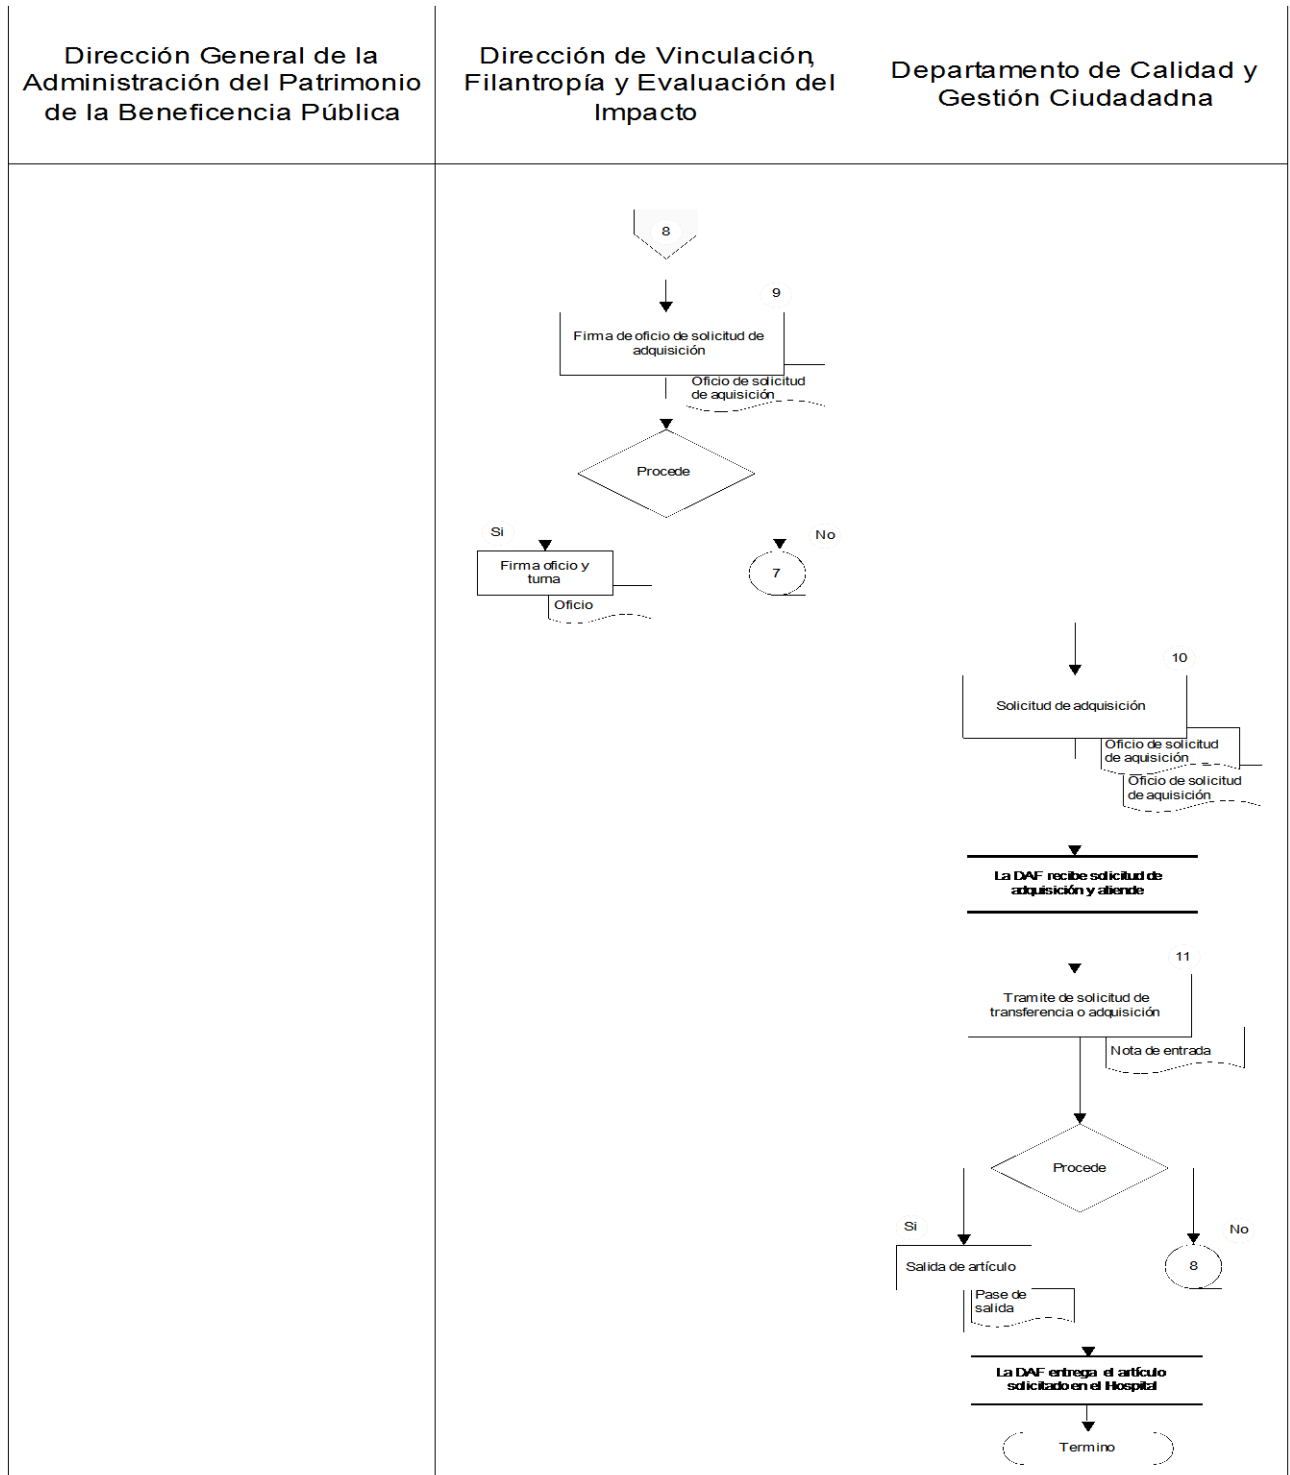 Dirección General de la
Administración del Patrimonio
de la Beneficencia Pública
Dirección de Vinculación,
Filantropía y Evaluación del
Impacto
Departamento de Calidad y
Gestión Ciudadadna
8
9
Firma de oficio de solicitud de
adquisición
Oficio de solicitud
de aquisición
Procede
Si
No
Firma oficio y
turna
7
Oficio
10
Solicitud de adquisición
Oficio de solicitud
de aquisición
Oficio de solicitud
de aquisición
La DAF recibe solicitud de
adquisición y atiende
11
Tramite de solicitud de
transferencia o adquisición
Nota de entrada
Procede
Si
No
Salida de artículo
8
Pase de
salida
La DAF entrega el artículo
solicitado en el Hospital
Termino